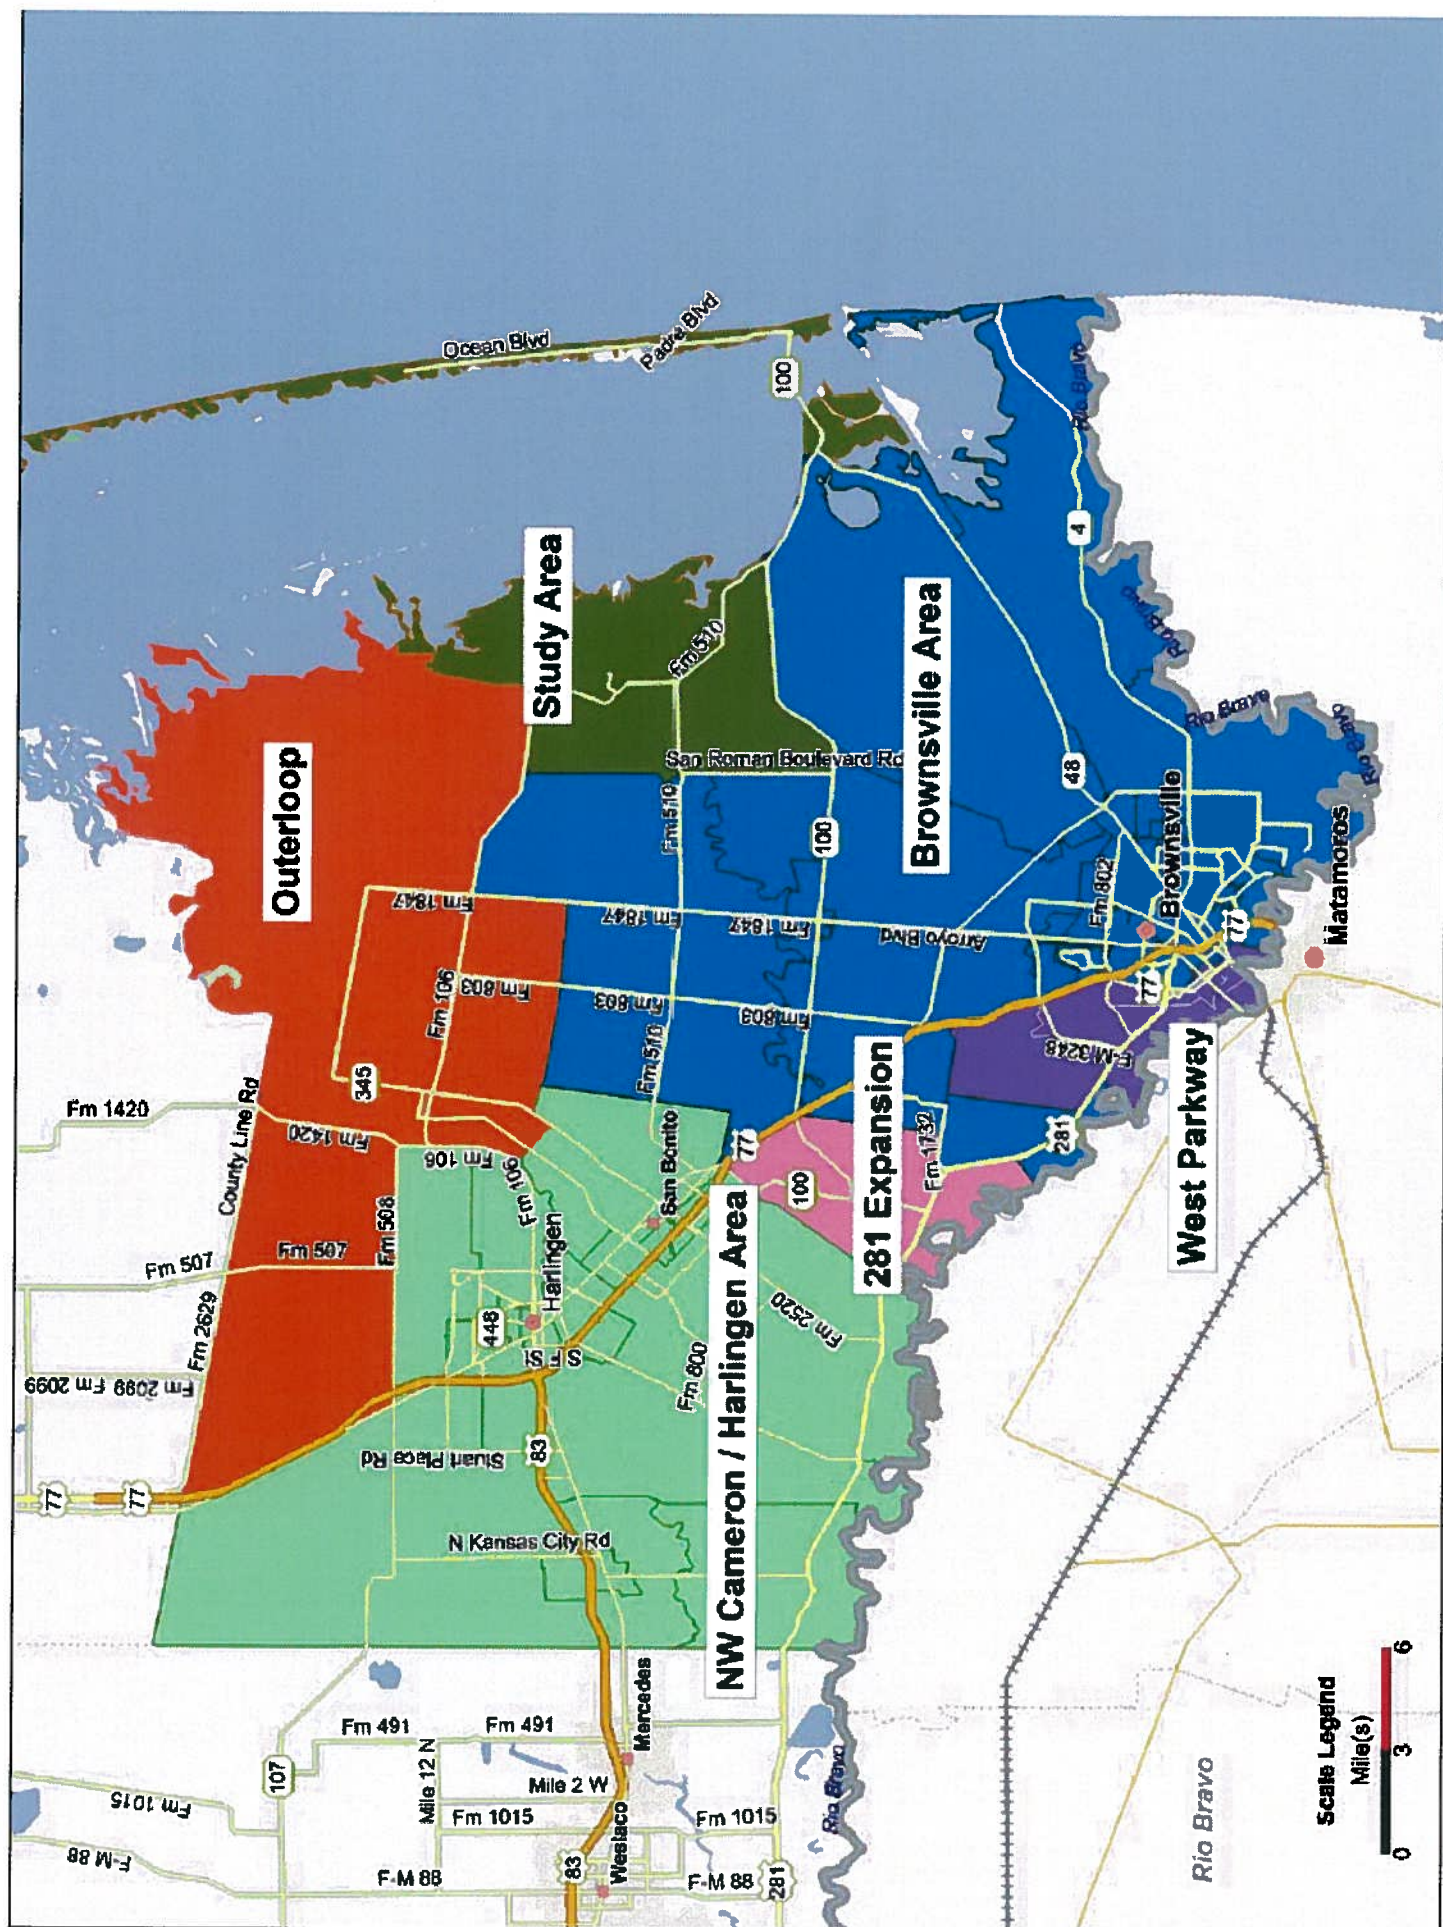 Ocean Blvd
Padre Blvd
100
Study Area
Fm 510
Outerloop
San Roman Boulevard Rd
Brownsville Area
4
Rio Bravo
Rio Bravo
Rio Bravo
Rio Bravo
48
Fm 510
100
Fm 1847
Fm 1847
Fm 1847
Arroyo Blvd
Fm 802
Brownsville
77
77
Matamoros
Fm 106
Fm 803
Fm 803
Fm 803
Fm 510
345
F-M 3248
West Parkway
281 Expansion
281
Fm 1732
100
77
San Benito
Fm 1420
Fm 1420
County Line Rd
Fm 106
Fm 106
Fm 508
Fm 507
Fm 507
Fm 2629
Fm 2099
Fm 2099
Harlingen
448
S F St
NW Cameron / Harlingen Area
Fm 2520
Fm 800
Stuart Place Rd
83
77
77
N Kansas City Rd
Mercedes
Fm 491
Fm 491
107
Mile 12 N
Mile 2 W
Fm 1015
Fm 1015
Fm 1015
F-M 88
F-M 88
F-M 88
Weslaco
83
281
Rio Bravo
Rio Bravo
Scale Legend
Mile(s)
0 3 6